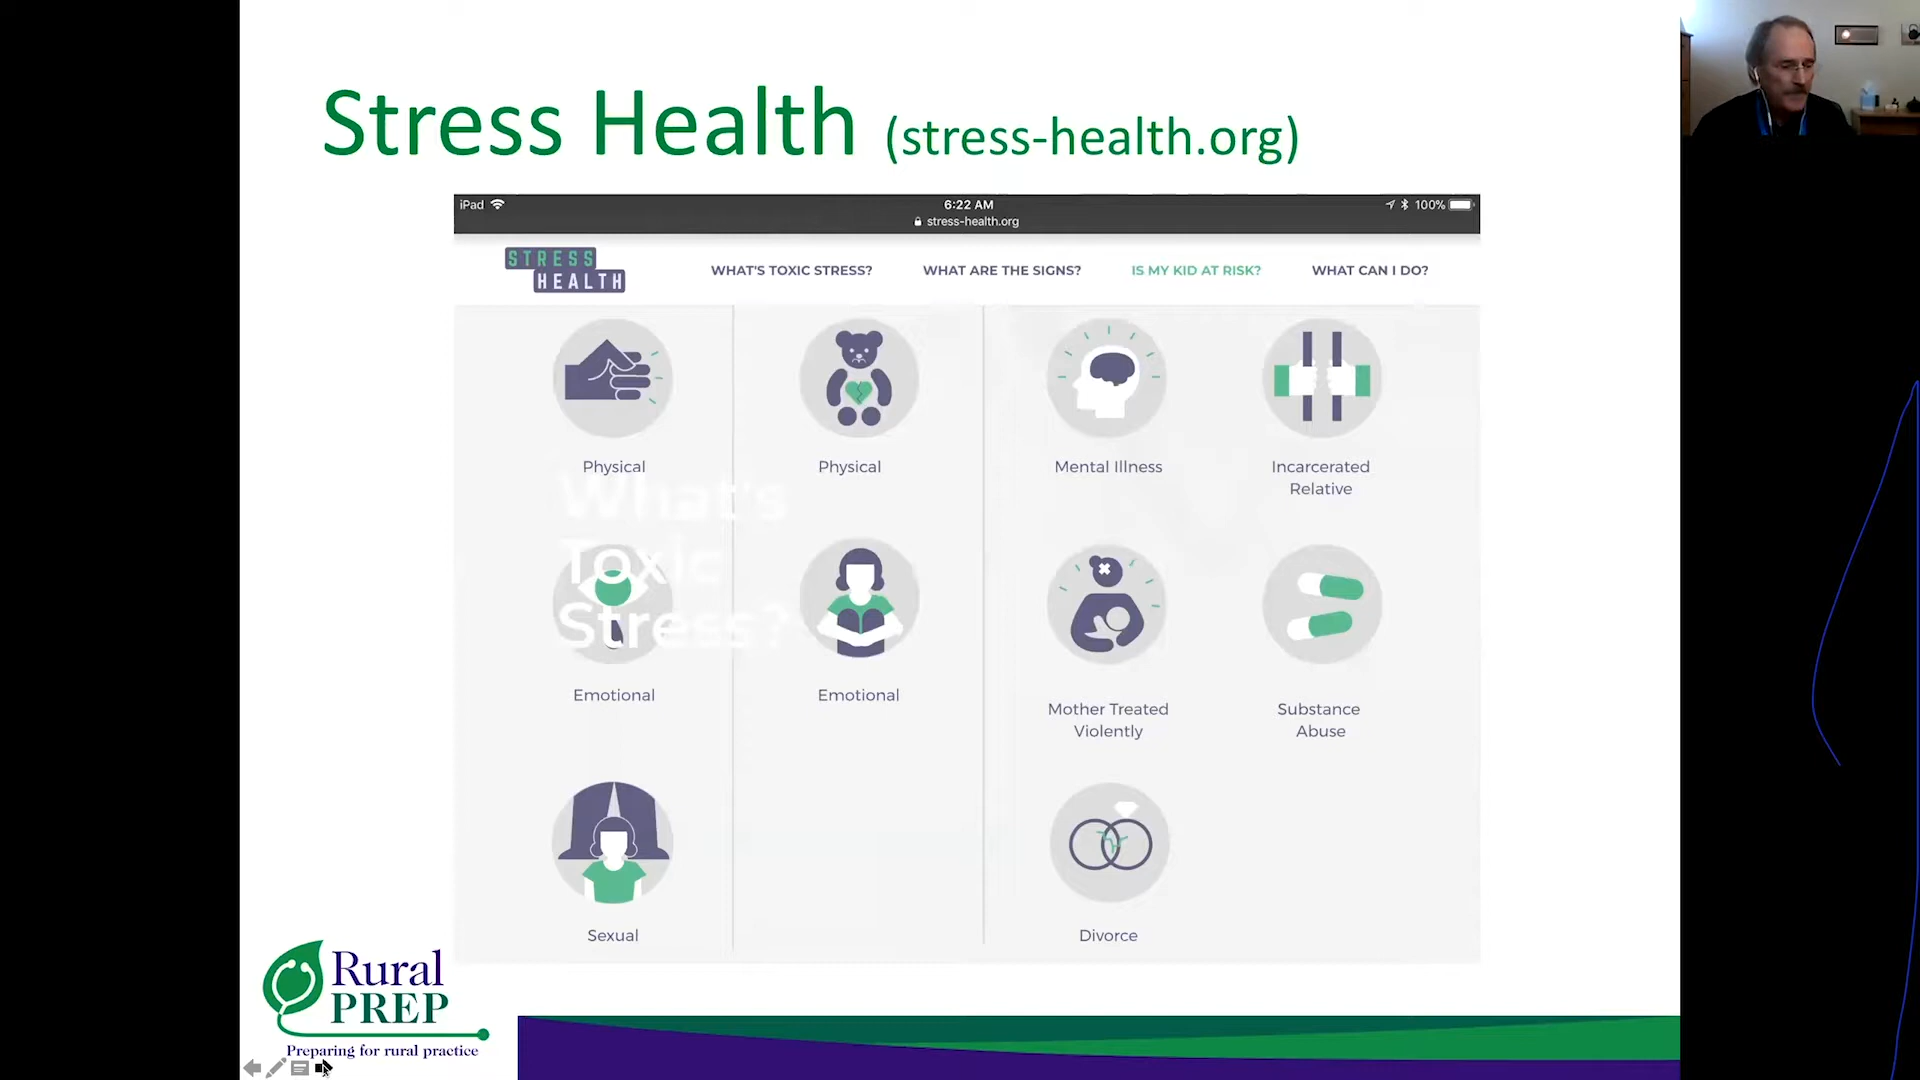 Stress Health (stress-health.org)
iPad
6:22 AM
100%
stress-health.org
STRESS
HEALTH
WHAT'S TOXIC STRESS?
WHAT ARE THE SIGNS?
IS MY KID AT RISK?
WHAT CAN I DO?
Physical
Physical
Mental Illness
Incarcerated
Relative
What's
Toxic
Stress?
Emotional
Emotional
Mother Treated
Violently
Substance
Abuse
Sexual
Divorce
Rural
PREP
Preparing for rural practice